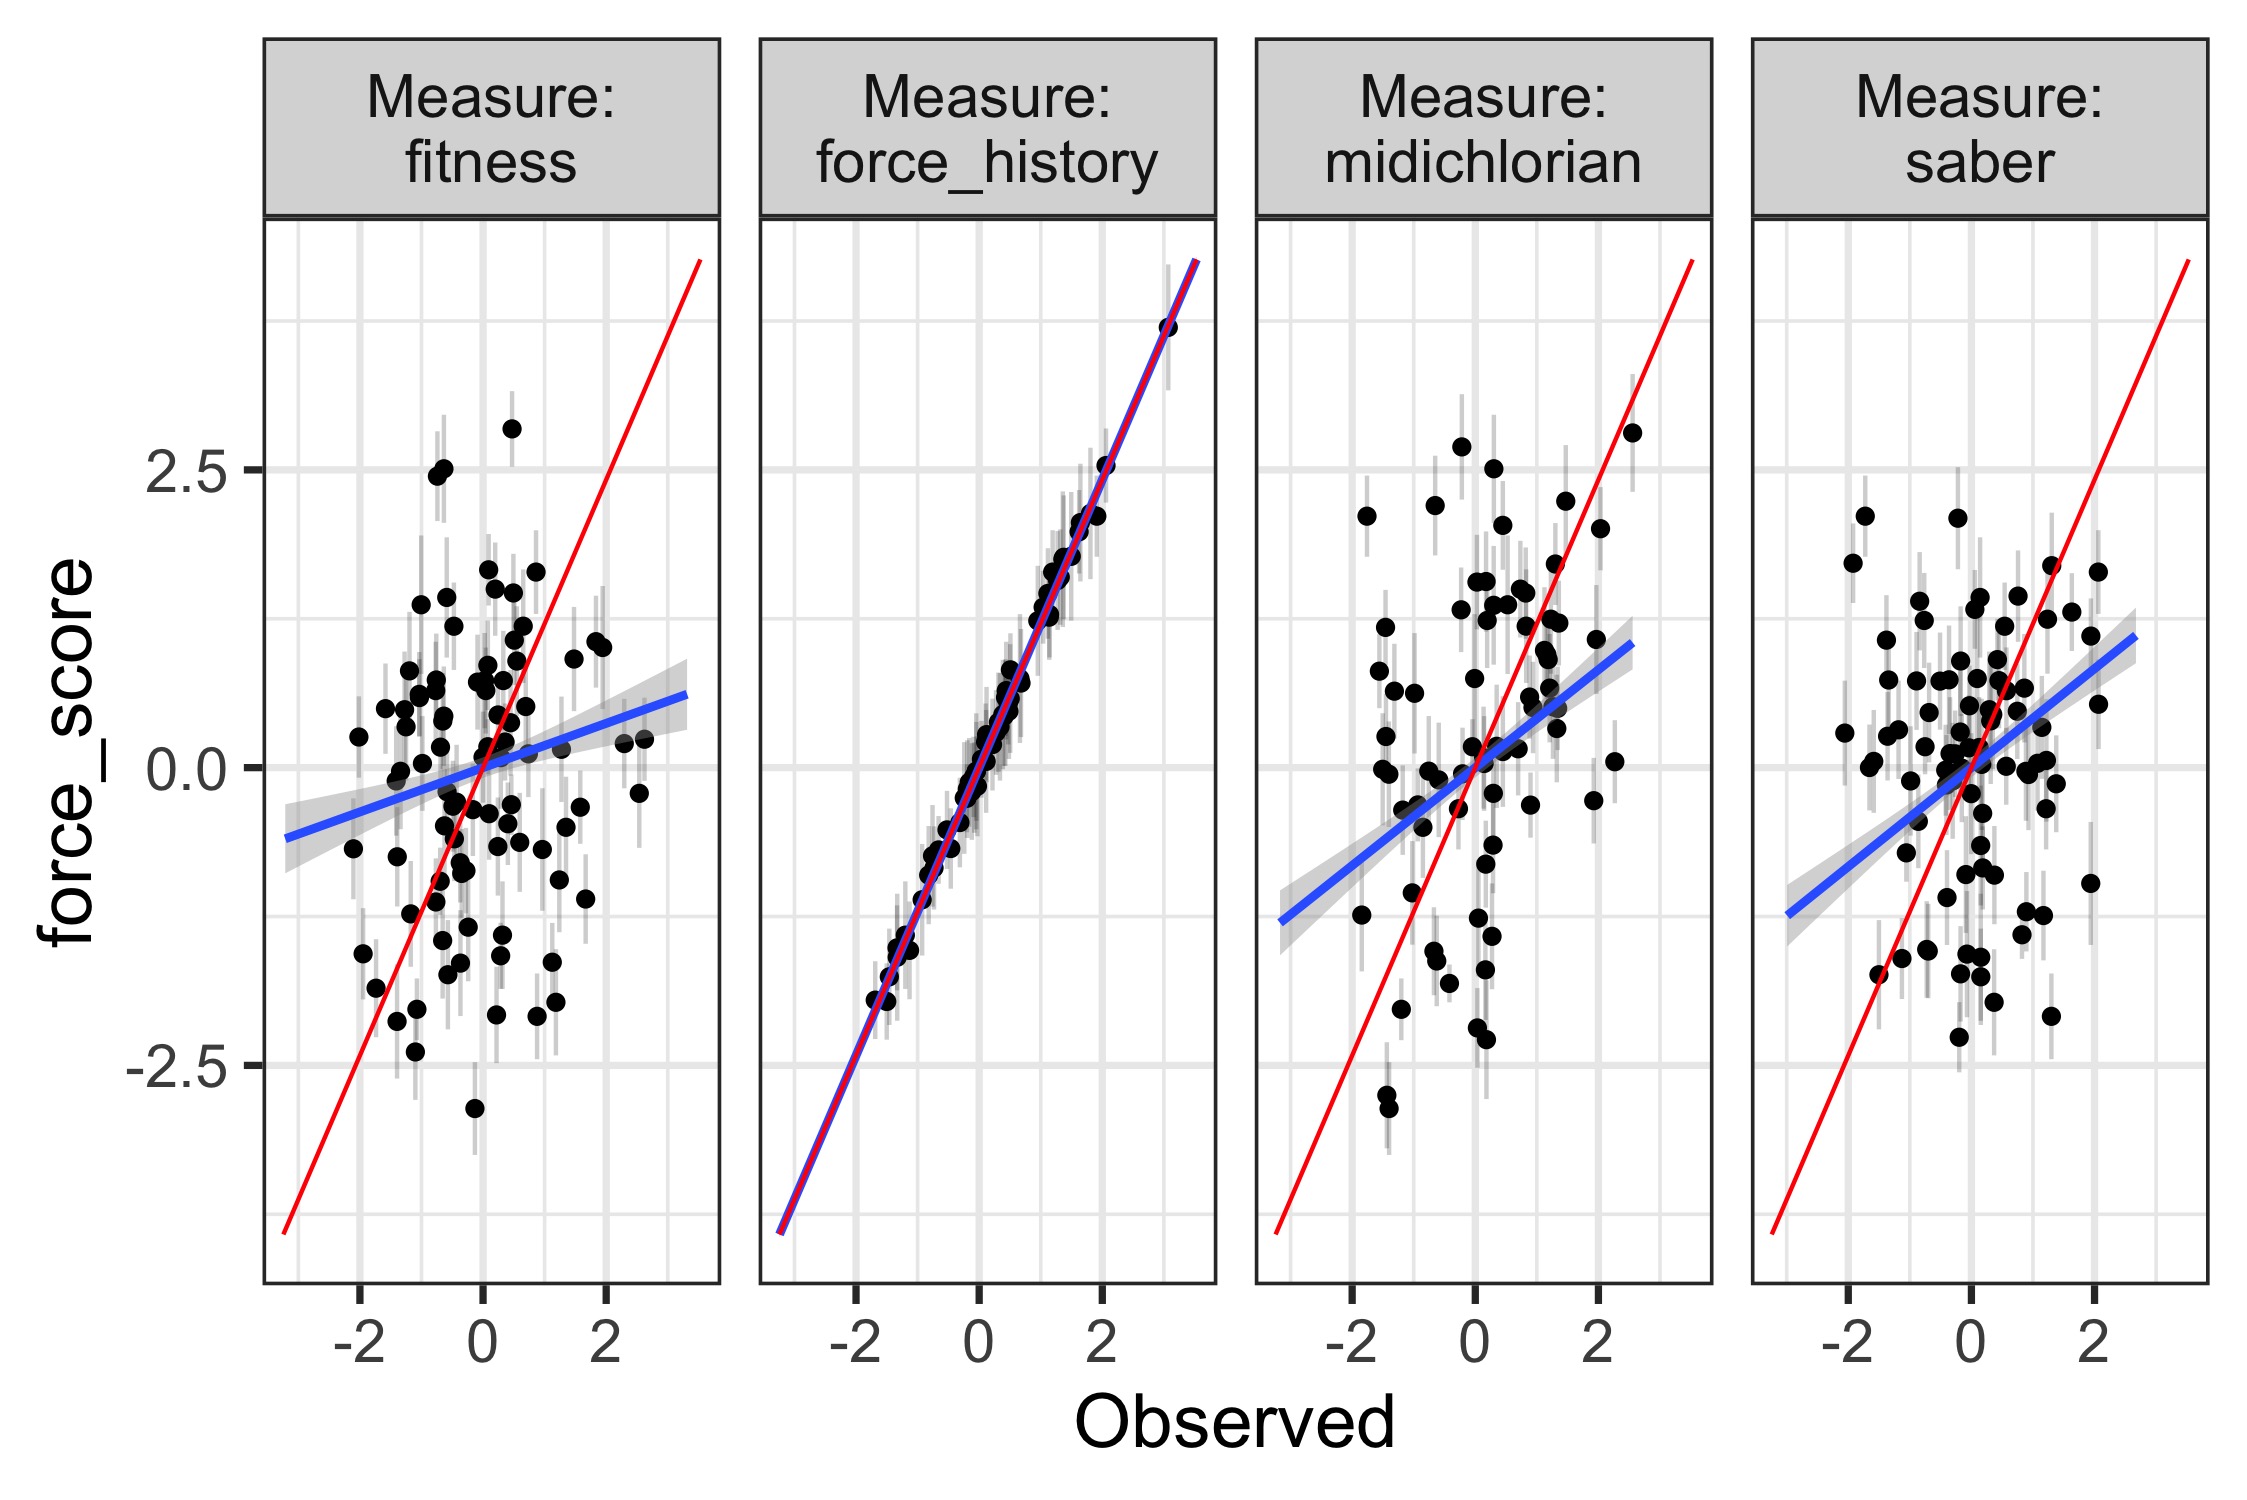 Measure:
fitness
Measure:
force_history
Measure:
midichlorian
Measure:
saber
force_score
2.5
0.0
-2.5
-2 0 2
-2 0 2
-2 0 2
-2 0 2
Observed